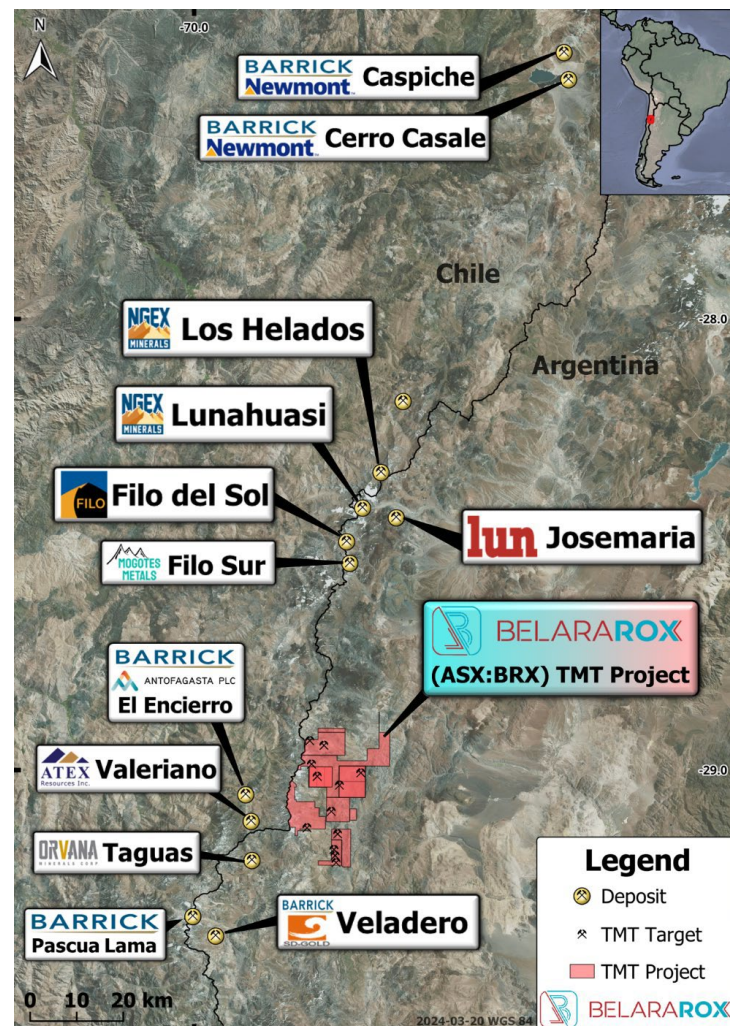 N
-70.0
BARRICK
Newmont™ Caspiche
BARRICK
Newmont™ Cerro Casale
Chile
-28.0
Argentina
NGEX
MINERALS Los Helados
NGEX
MINERALS Lunahuasi
FILO Filo del Sol
lun Josemaria
MOGOTES
METALS Filo Sur
BELARAROX
(ASX:BRX) TMT Project
BARRICK
ANTOFAGASTA PLC
El Encierro
ATEX
Resources Inc. Valeriano
-29.0
ORVANA
MINERALS CORP Taguas
BARRICK
Pascua Lama
BARRICK
SD-GOLD Veladero
Legend
Deposit
TMT Target
TMT Project
0 10 20 km
2024-03-20 WGS 84
BELARAROX